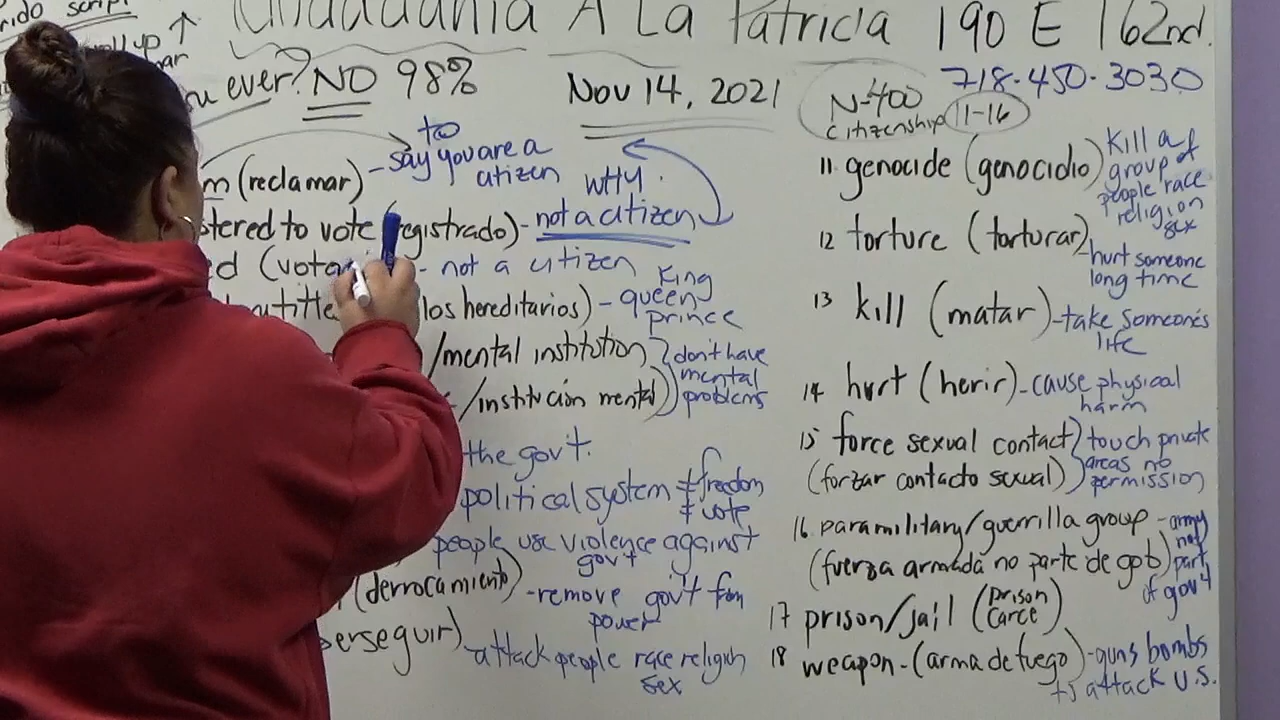 rido script
Ciudadania A La Patricia 190 E 162nd.
718-450-3030
ever? NO 98% Nov 14, 2021
N-400
citizenship 11-16
(reclamar) - to say you are a citizen
stered to vote (registrado) - not a citizen
WHY
- not a citizen
title los hereditarios) - King
queen
prince
/mental institution
/institución mental)
don't have
mental
problems
the gov't.
political system ≠ freedom
≠ vote
people use violence against
gov't
(derrocamiento) - remove gov't from
power
perseguir) - attack people race religion
sex
11 genocide (genocidio)
Kill a
group of
people race
religion
sex
12 torture (torturar) - hurt someone
long time
13 kill (matar) - take someone's
life
14 hurt (herir) - cause physical
harm
15 force sexual contact)
(forzar contacto sexual)
touch private
areas no
permission
16 paramilitary/guerrilla group - army
(fuerza armada no parte de gob)
not
part
of gov't
17 prison/jail (prison
carce)
18 weapon - (arma de fuego) - guns bombs
to attack U.S.